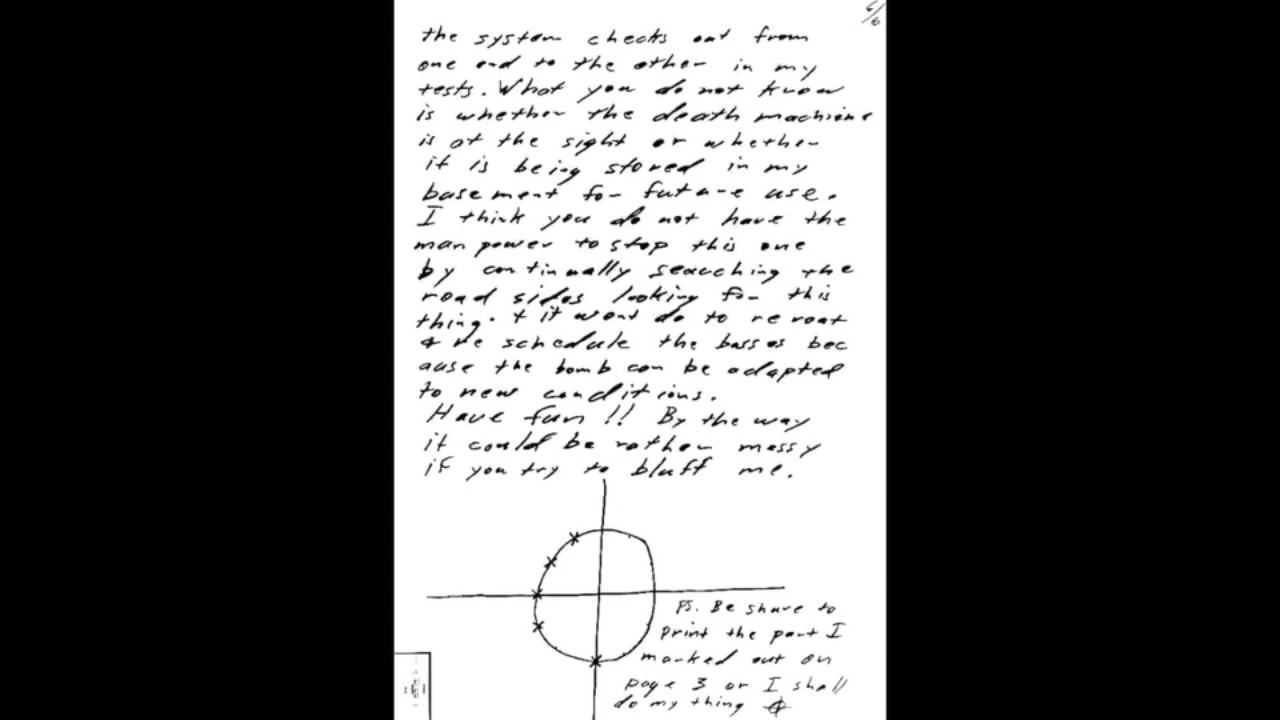 6/6
the system checks out from
one end to the other in my
tests. What you do not know
is whether the death machine
is at the sight or whether
it is being stored in my
basement for future use.
I think you do not have the
man power to stop this one
by continually searching the
road sides looking for this
thing. + it wont do to re roat
+ re schedule the busses bec
ause the bomb can be adapted
to new conditions.
Have fun !! By the way
it could be rather messy
if you try to bluff me.
PS. Be shure to
print the part I
marked out on
page 3 or I shall
do my thing